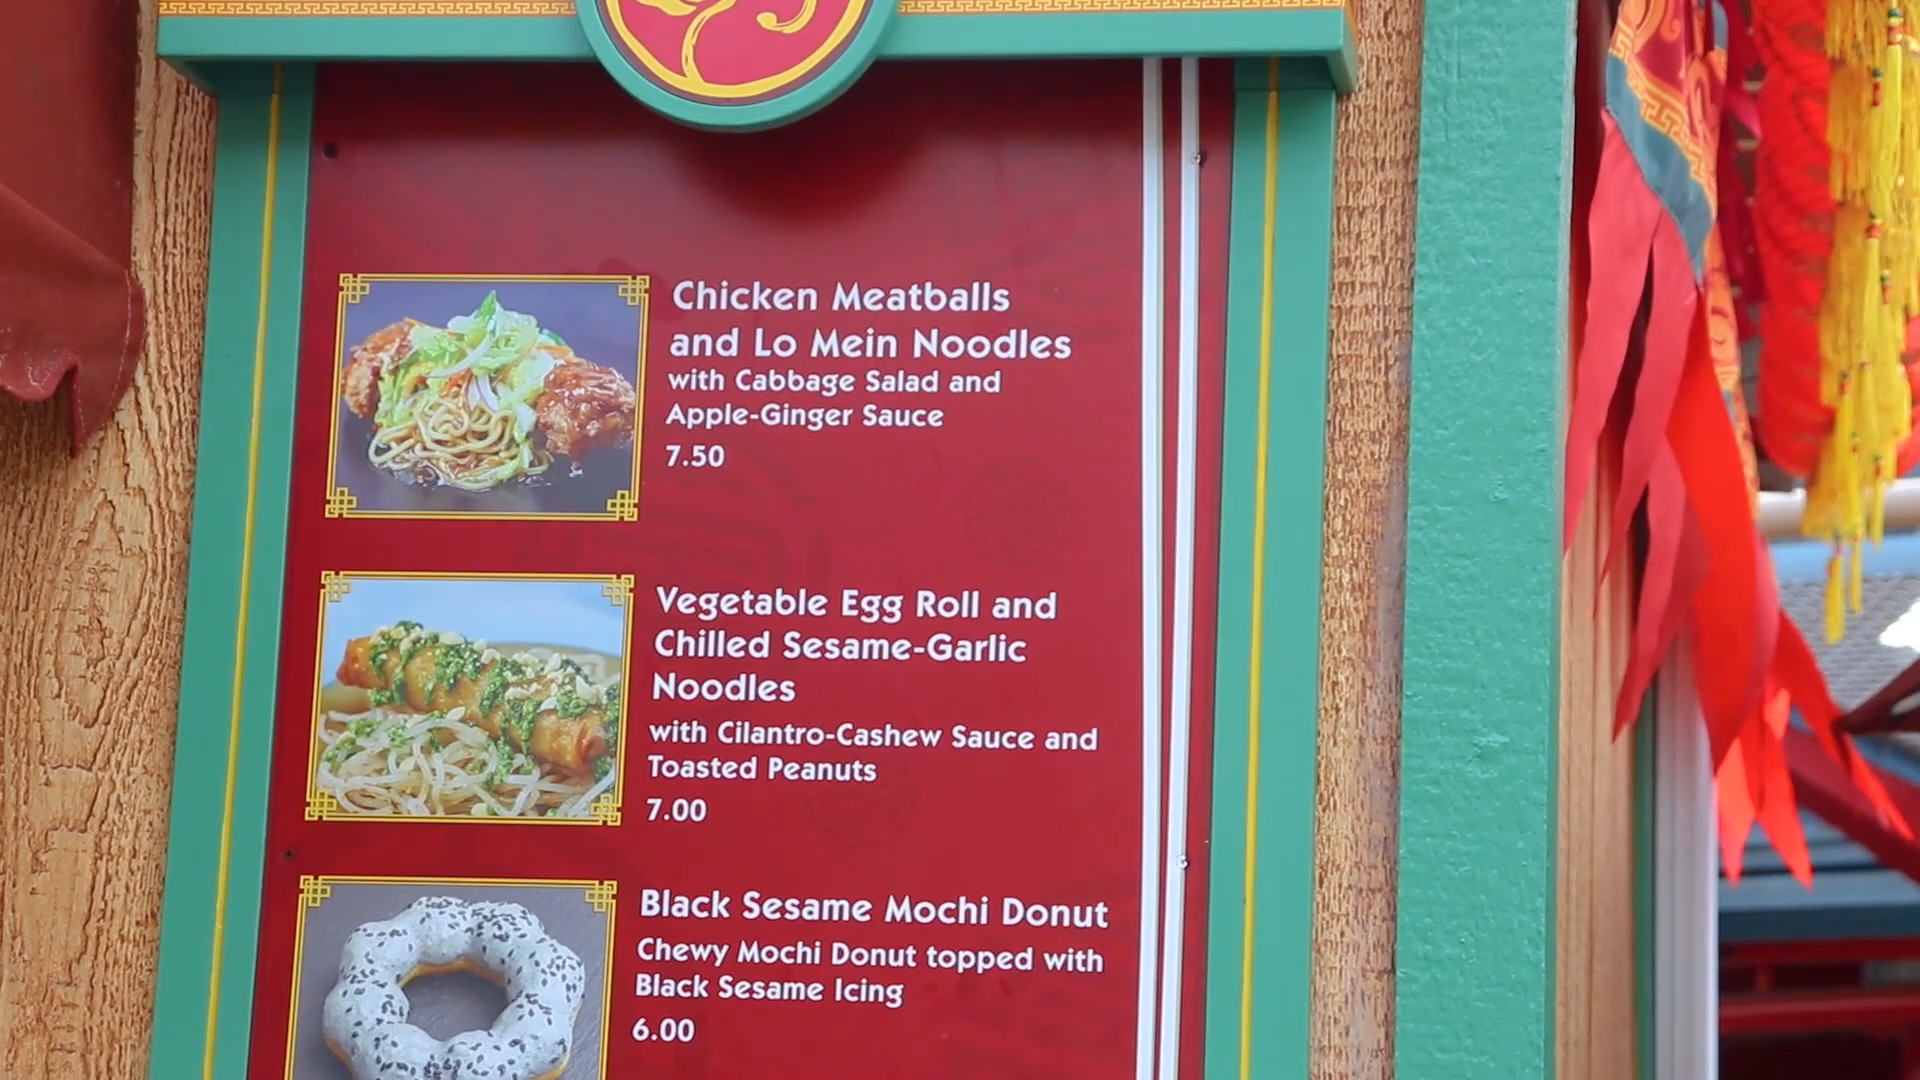 Chicken Meatballs
and Lo Mein Noodles
with Cabbage Salad and
Apple-Ginger Sauce
7.50
Vegetable Egg Roll and
Chilled Sesame-Garlic
Noodles
with Cilantro-Cashew Sauce and
Toasted Peanuts
7.00
Black Sesame Mochi Donut
Chewy Mochi Donut topped with
Black Sesame Icing
6.00